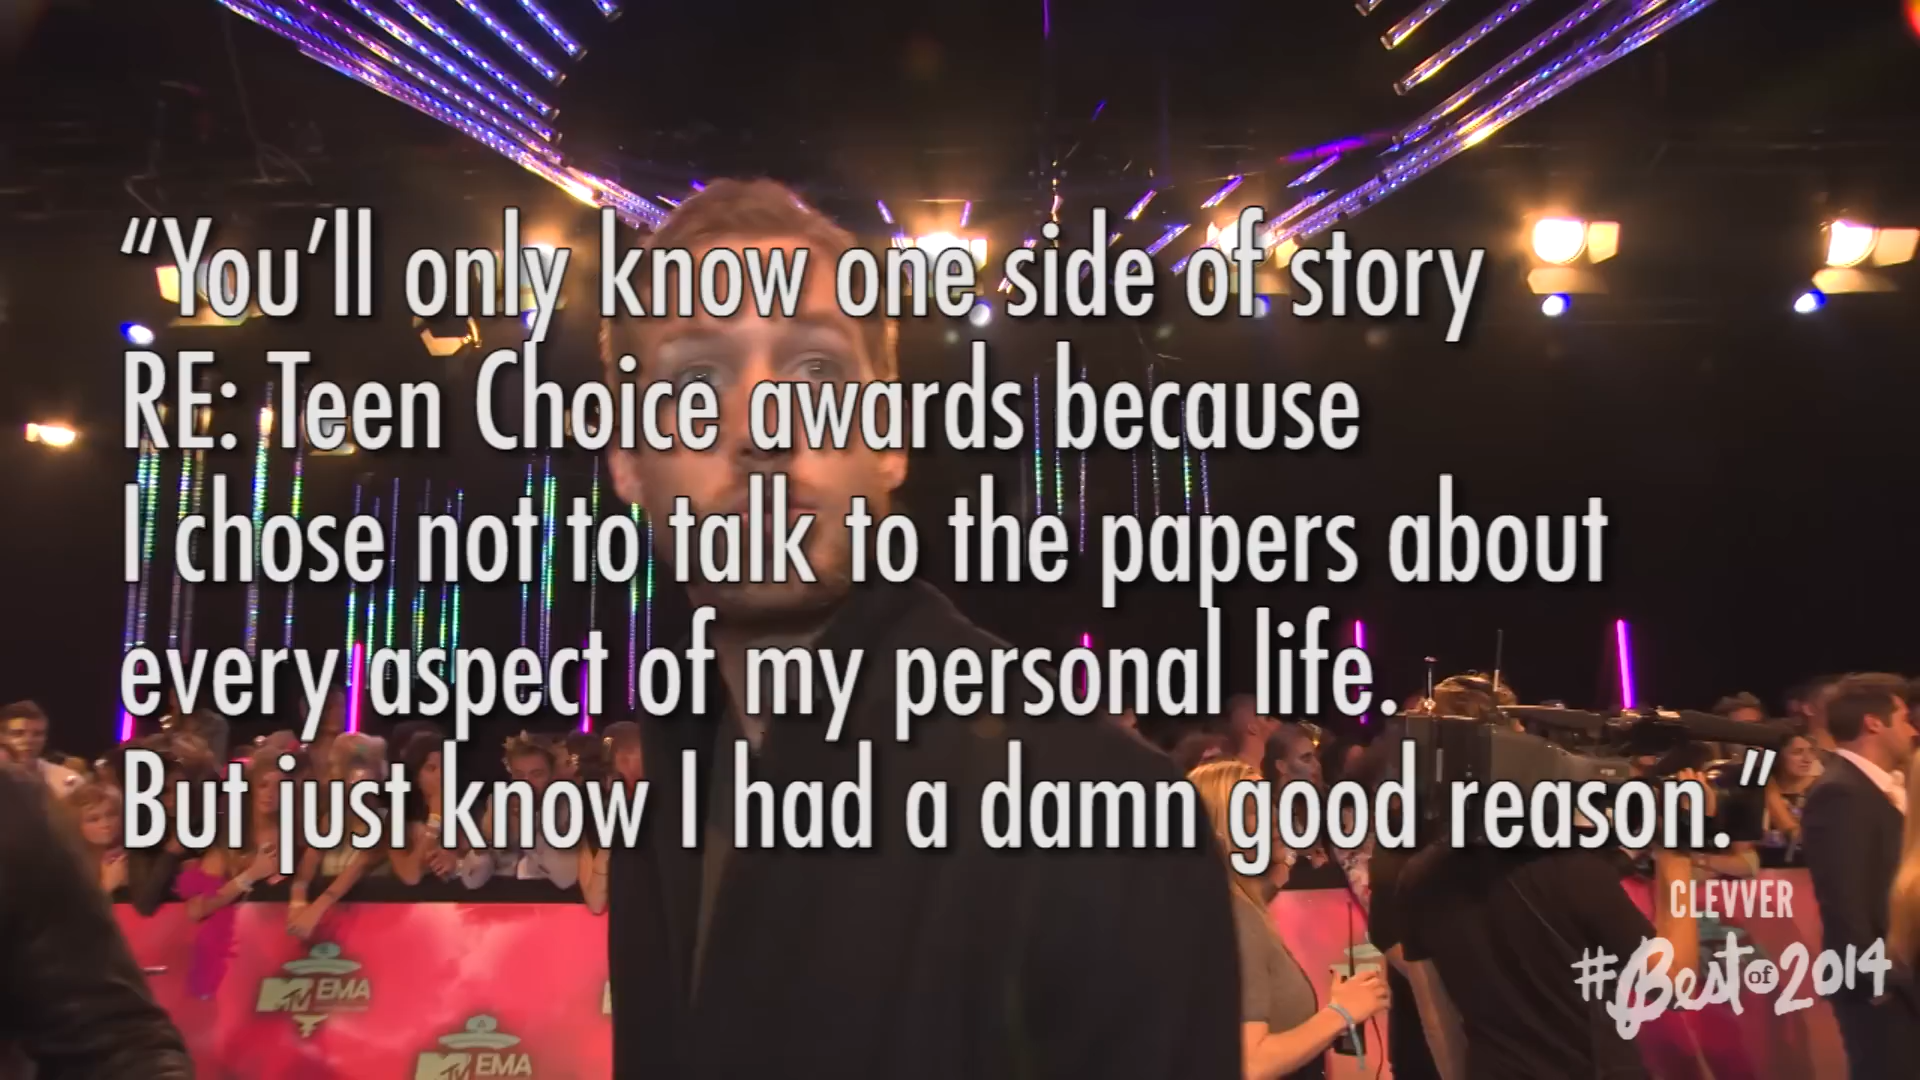 “You’ll only know one side of story
RE: Teen Choice awards because
I chose not to talk to the papers about
every aspect of my personal life.
But just know I had a damn good reason.”
CLEVVER
#Best of 2014
MTV EMA
MTV EMA